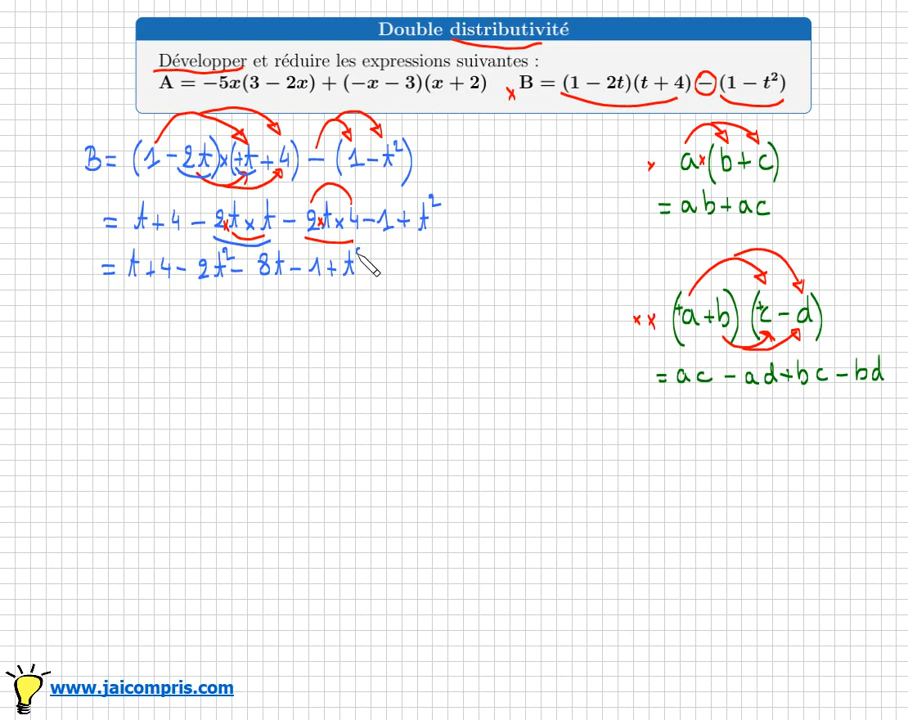 Double distributivité
Développer et réduire les expressions suivantes :
A = −5x(3 − 2x) + (−x − 3)(x + 2) × B = (1 − 2t)(t + 4) − (1 − t²)
B = (1 − 2t)×(+t + 4) − (1 − t²)
= t + 4 − 2×t × t − 2×t × 4 − 1 + t²
= t + 4 − 2t² − 8t − 1 + t²
× a×(b + c)
= ab + ac
×× (+a + b)(+c − d)
= ac − ad + bc − bd
www.jaicompris.com